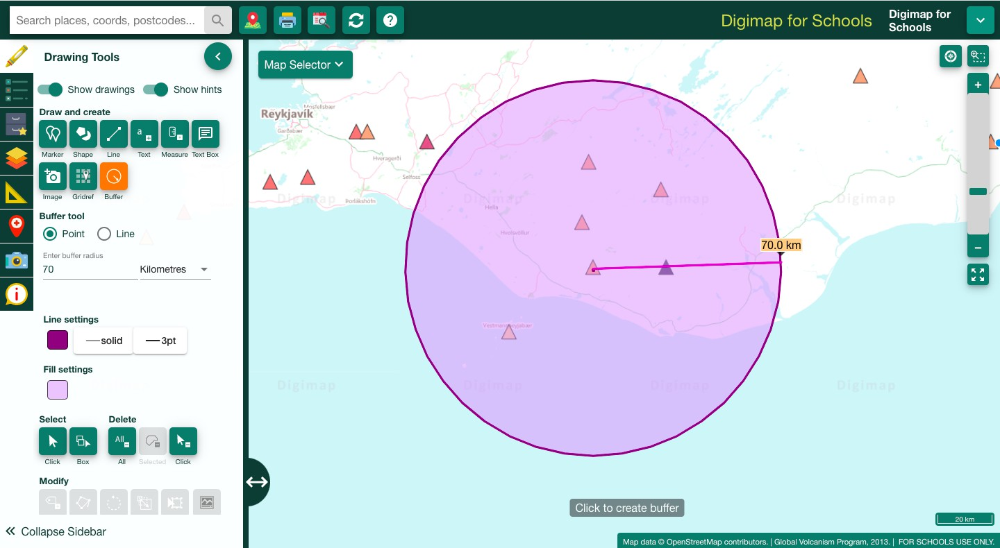 Search places, coords, postcodes...
Digimap for Schools
Digimap for
Schools
Drawing Tools
Show drawings
Show hints
Draw and create
Marker
Shape
Line
a
Text
Measure
Text Box
Image
Gridref
Buffer
Buffer tool
Point
Line
Enter buffer radius
70
Kilometres
Line settings
solid
3pt
Fill settings
Select
Delete
All
Click
Box
All
Selected
Click
Modify
Collapse Sidebar
Map Selector
Mosfellsbær
Reykjavík
Garðabær
Hveragerði
Selfoss
Þorlákshöfn
Digimap
Digimap
Digimap
Digimap
Hella
Hvolsvöllur
70.0 km
Vestmannaeyjabær
Digimap
Digimap
Digimap
Digimap
Click to create buffer
20 km
Map data © OpenStreetMap contributors. | Global Volcanism Program, 2013. | FOR SCHOOLS USE ONLY.